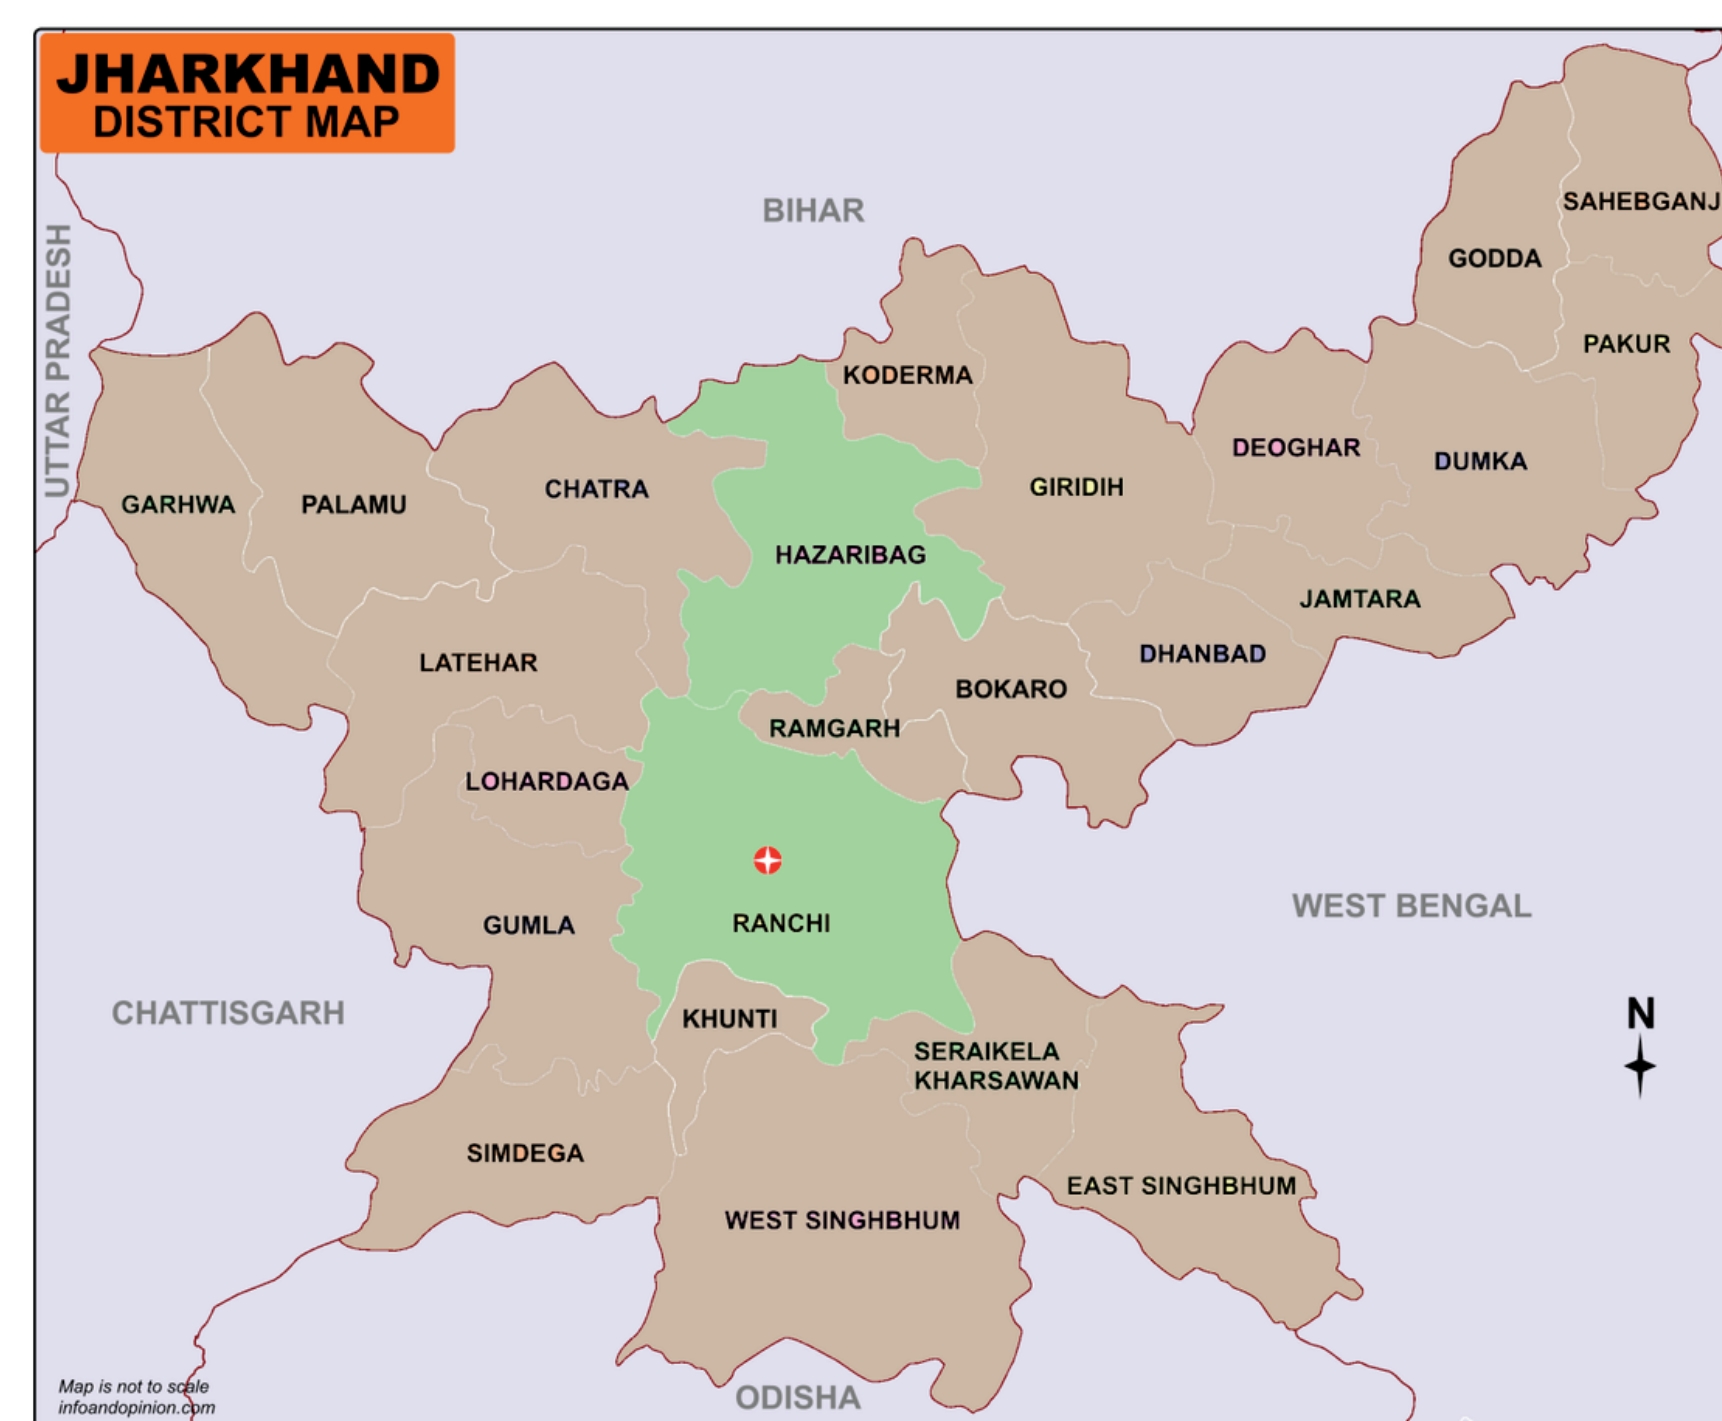 JHARKHAND
DISTRICT MAP
BIHAR
UTTAR PRADESH
SAHEBGANJ
GODDA
PAKUR
KODERMA
DEOGHAR
DUMKA
GIRIDIH
CHATRA
GARHWA
PALAMU
HAZARIBAG
JAMTARA
DHANBAD
LATEHAR
BOKARO
RAMGARH
LOHARDAGA
WEST BENGAL
RANCHI
GUMLA
CHATTISGARH
KHUNTI
N
SERAIKELA
KHARSAWAN
SIMDEGA
EAST SINGHBHUM
WEST SINGHBHUM
Map is not to scale
infoandopinion.com
ODISHA